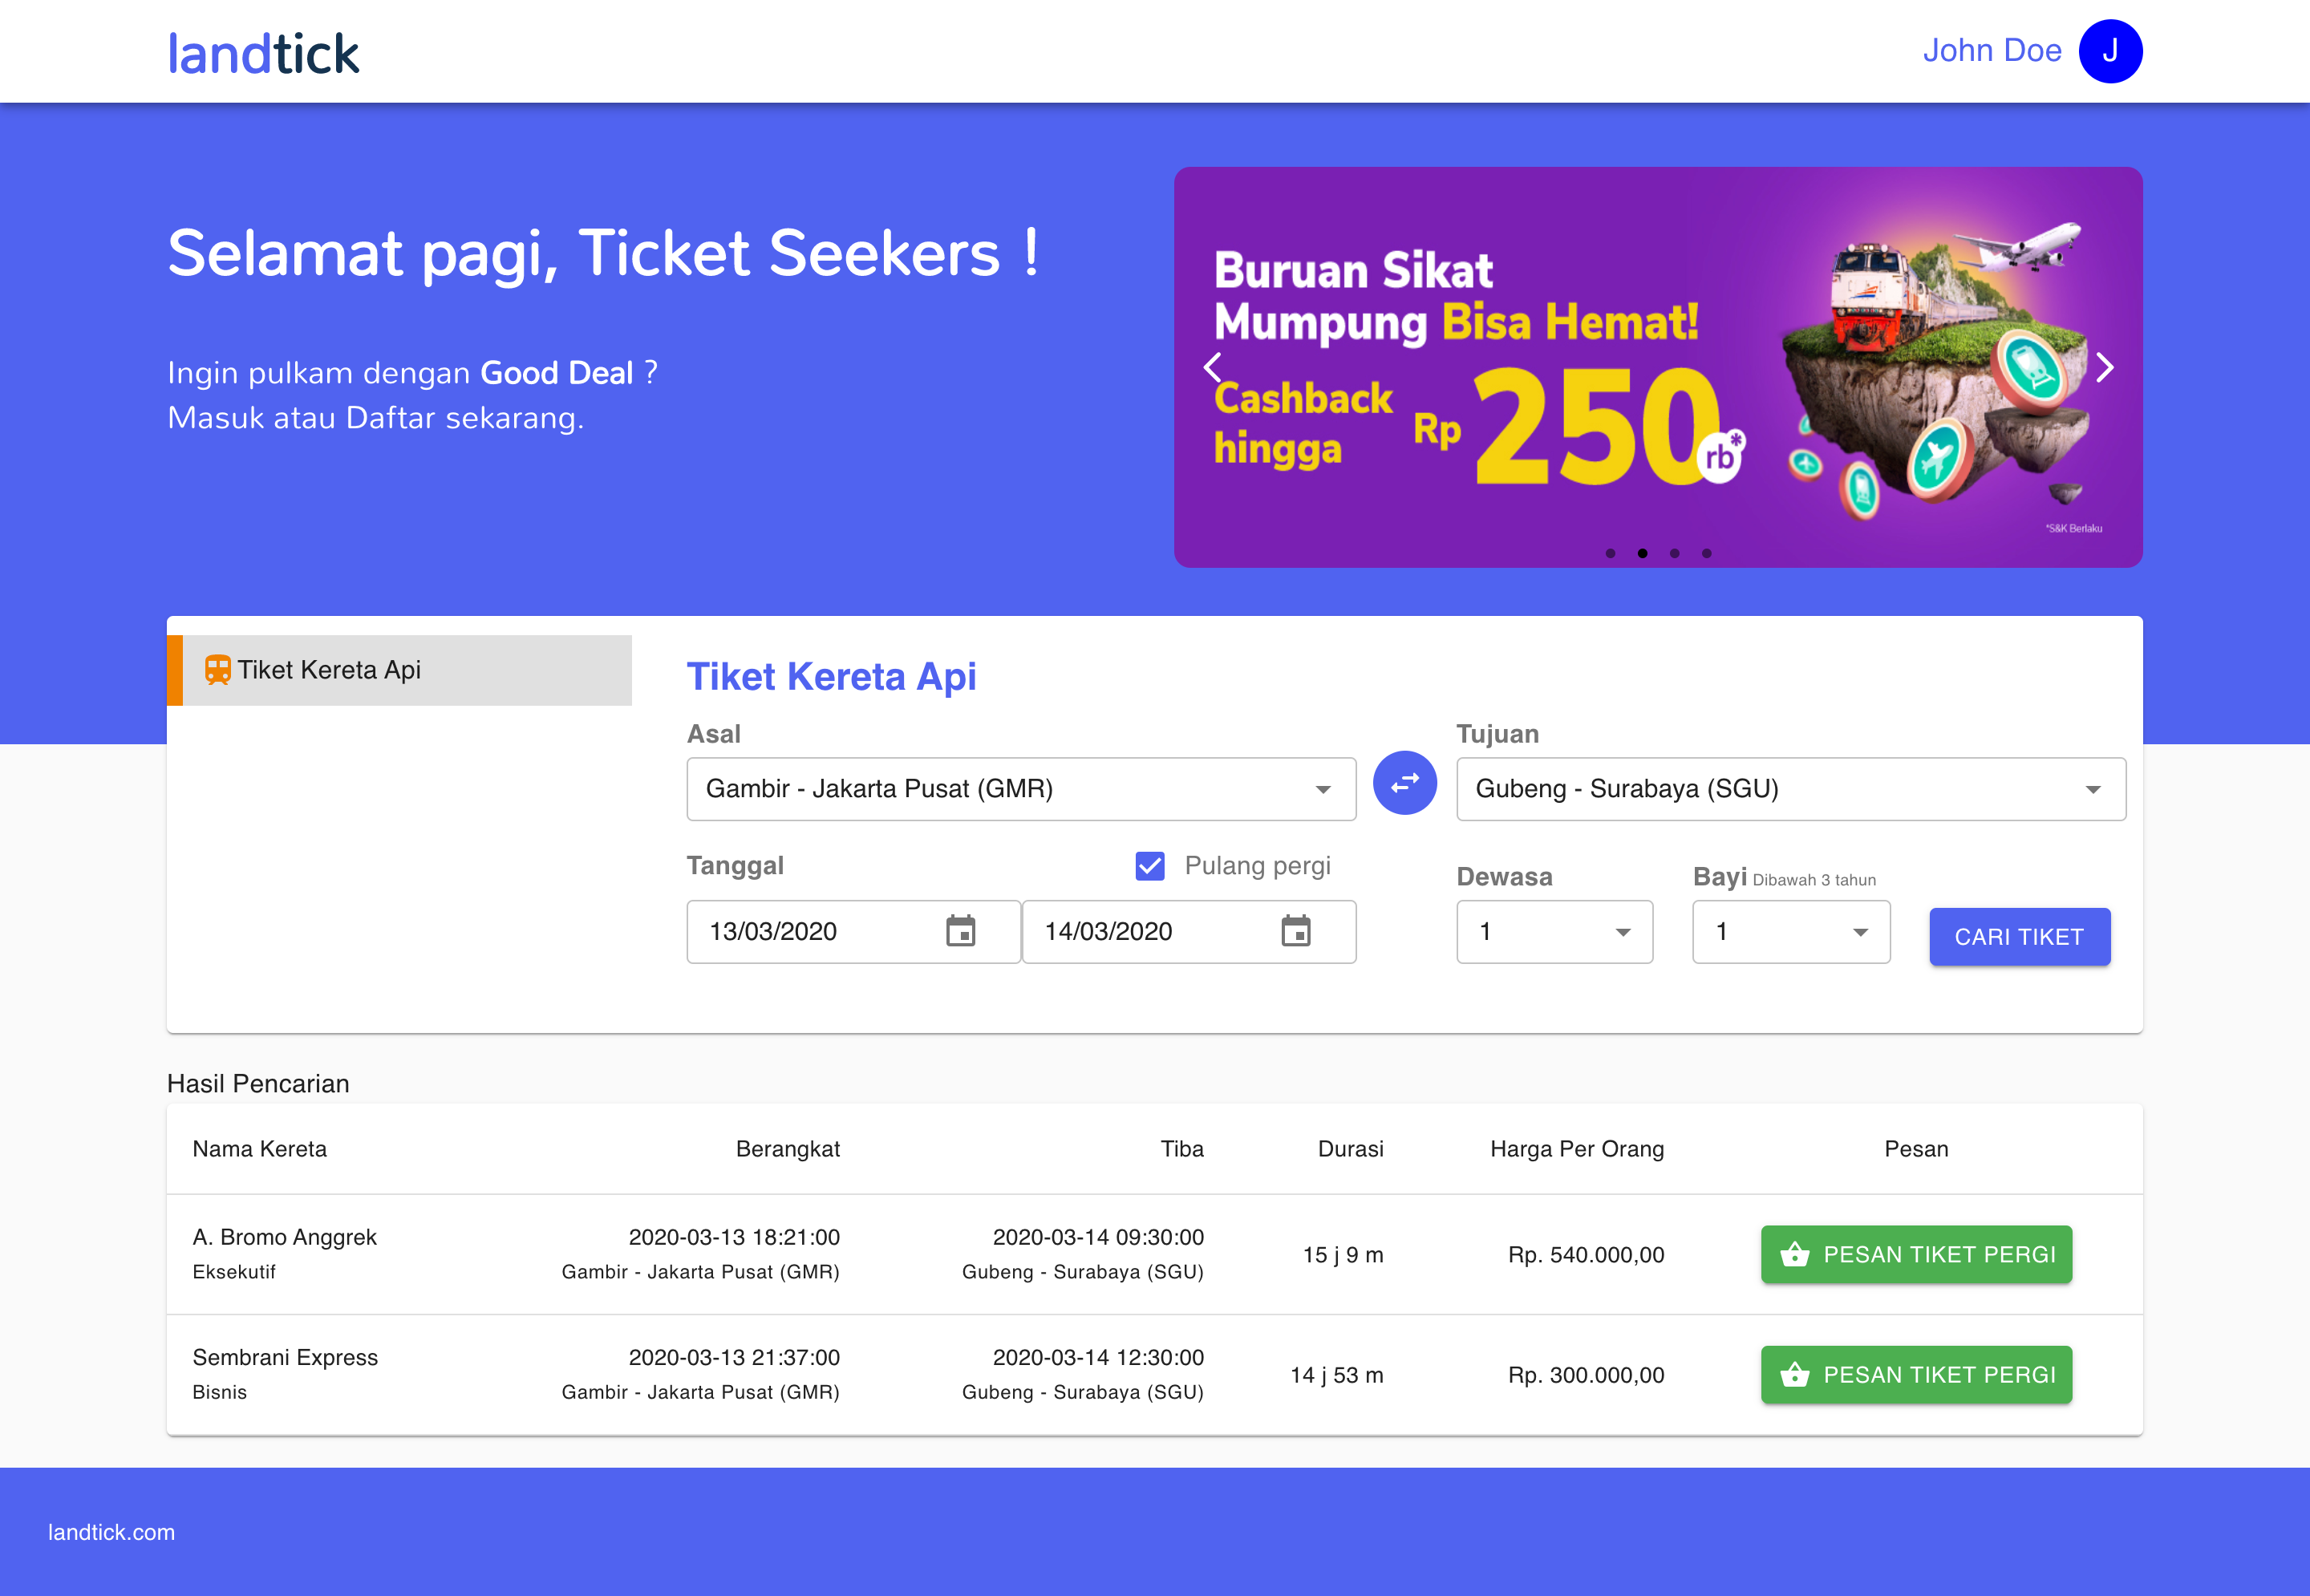 landtick
John Doe J
Selamat pagi, Ticket Seekers !
Ingin pulkam dengan Good Deal ?
Masuk atau Daftar sekarang.
Buruan Sikat
Mumpung Bisa Hemat!
Cashback
hingga
Rp 250 rb*
*S&K Berlaku
Tiket Kereta Api
Tiket Kereta Api
Asal
Gambir - Jakarta Pusat (GMR)
Tujuan
Gubeng - Surabaya (SGU)
Tanggal
Pulang pergi
13/03/2020
14/03/2020
Dewasa
1
Bayi Dibawah 3 tahun
1
CARI TIKET
Hasil Pencarian
Nama Kereta Berangkat Tiba Durasi Harga Per Orang Pesan
A. Bromo Anggrek 2020-03-13 18:21:00 2020-03-14 09:30:00 15 j 9 m Rp. 540.000,00 PESAN TIKET PERGI
Eksekutif Gambir - Jakarta Pusat (GMR) Gubeng - Surabaya (SGU)
Sembrani Express 2020-03-13 21:37:00 2020-03-14 12:30:00 14 j 53 m Rp. 300.000,00 PESAN TIKET PERGI
Bisnis Gambir - Jakarta Pusat (GMR) Gubeng - Surabaya (SGU)
landtick.com